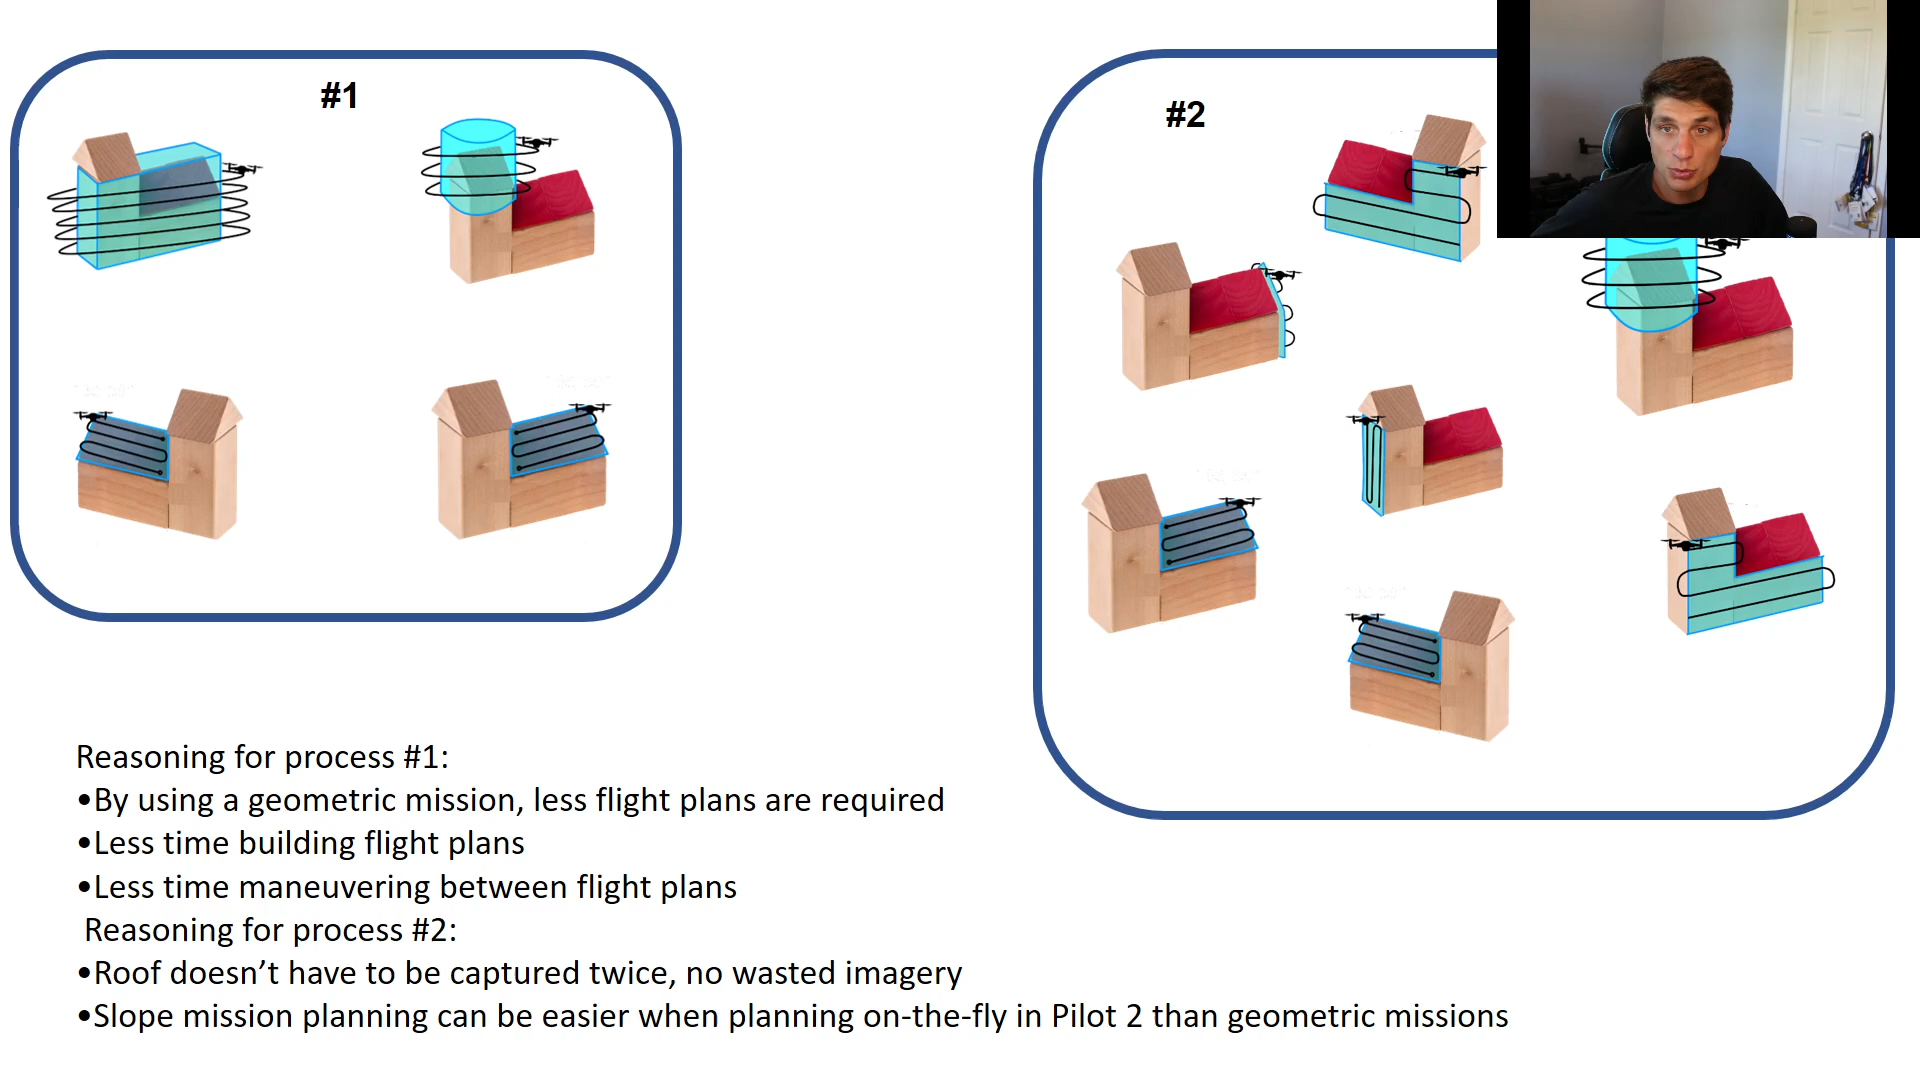 #1
#2
Reasoning for process #1:
•By using a geometric mission, less flight plans are required
•Less time building flight plans
•Less time maneuvering between flight plans
Reasoning for process #2:
•Roof doesn’t have to be captured twice, no wasted imagery
•Slope mission planning can be easier when planning on-the-fly in Pilot 2 than geometric missions